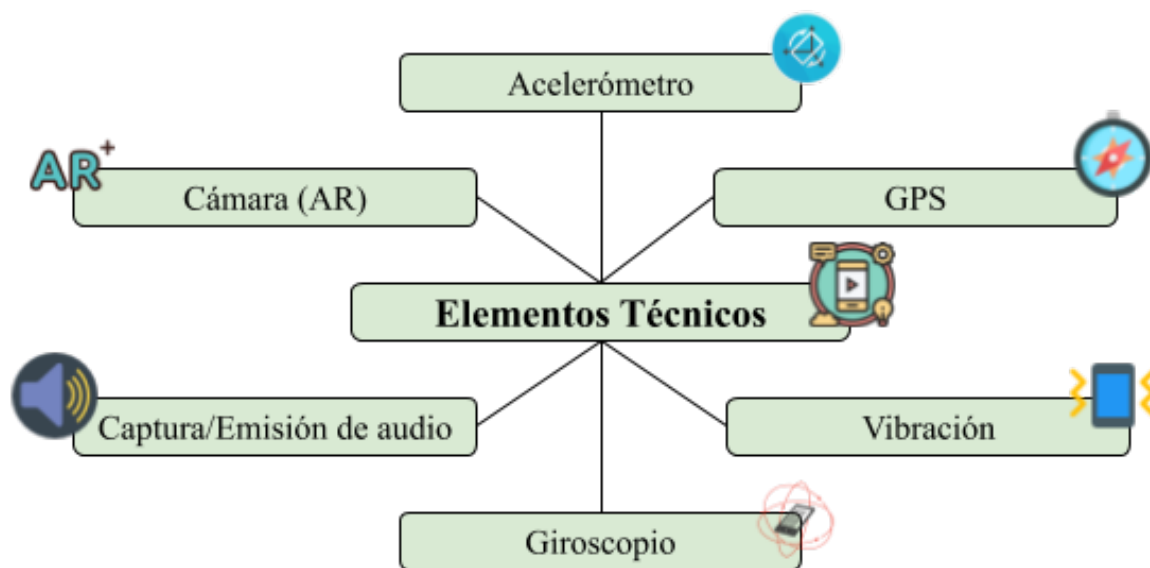 Acelerómetro
AR+
Cámara (AR)
GPS
Elementos Técnicos
Captura/Emisión de audio
Vibración
Giroscopio